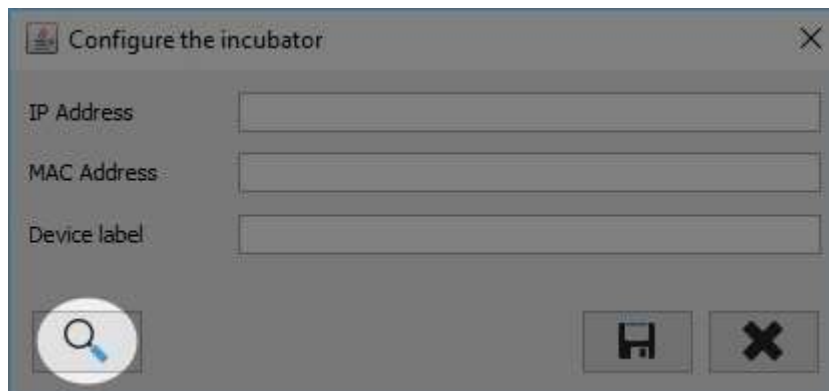 Configure the incubator
IP Address
MAC Address
Device label